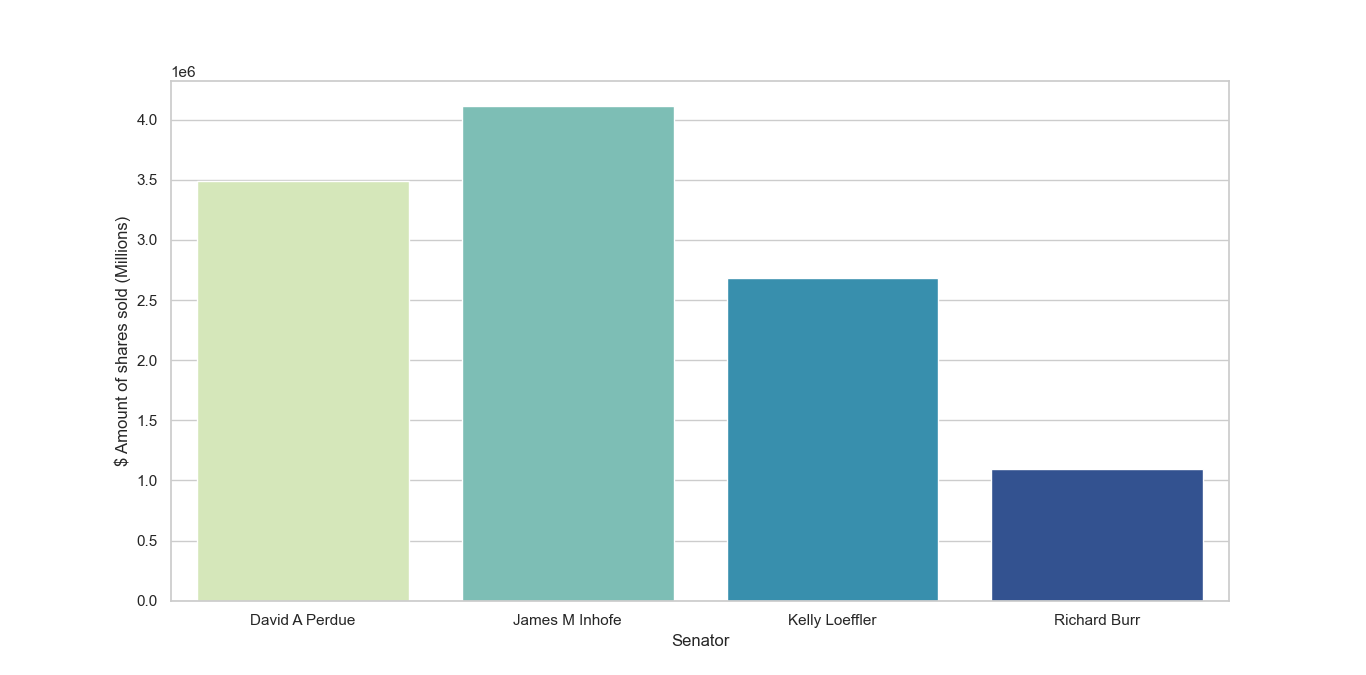 1e6
4.0
3.5
3.0
2.5
2.0
1.5
1.0
0.5
0.0
$ Amount of shares sold (Millions)
David A Perdue James M Inhofe Kelly Loeffler Richard Burr
Senator